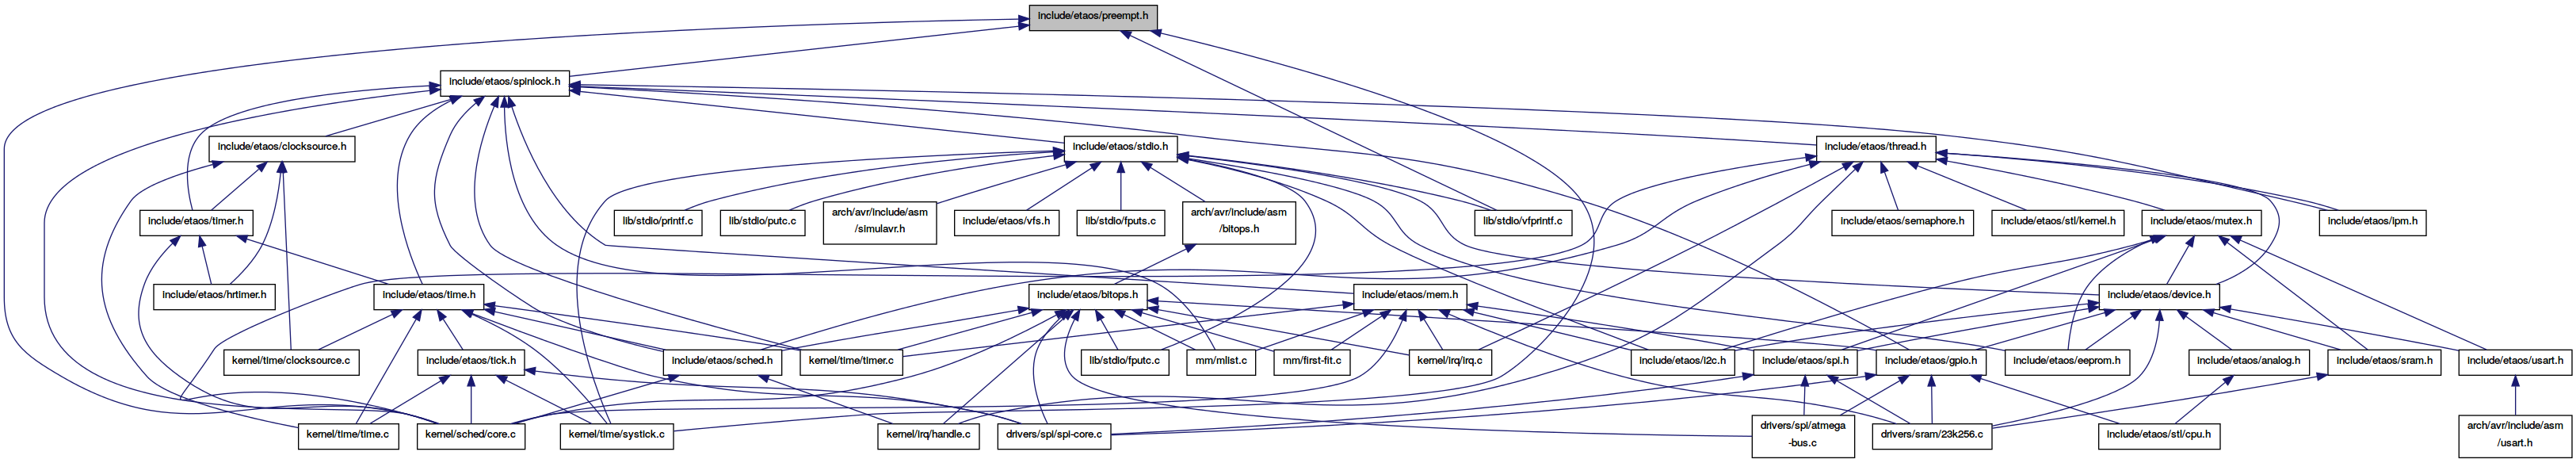 include/etaos/preempt.h
include/etaos/spinlock.h
include/etaos/clocksource.h
include/etaos/stdio.h
include/etaos/thread.h
include/etaos/timer.h
lib/stdio/printf.c
lib/stdio/putc.c
arch/avr/include/asm
/simulavr.h
include/etaos/vfs.h
lib/stdio/fputs.c
arch/avr/include/asm
/bitops.h
lib/stdio/vfprintf.c
include/etaos/semaphore.h
include/etaos/stl/kernel.h
include/etaos/mutex.h
include/etaos/ipm.h
include/etaos/hrtimer.h
include/etaos/time.h
include/etaos/bitops.h
include/etaos/mem.h
include/etaos/device.h
kernel/time/clocksource.c
include/etaos/tick.h
include/etaos/sched.h
kernel/time/timer.c
lib/stdio/fputc.c
mm/mlist.c
mm/first-fit.c
kernel/irq/irq.c
include/etaos/i2c.h
include/etaos/spi.h
include/etaos/gpio.h
include/etaos/eeprom.h
include/etaos/analog.h
include/etaos/sram.h
include/etaos/usart.h
kernel/time/time.c
kernel/sched/core.c
kernel/time/systick.c
kernel/irq/handle.c
drivers/spi/spi-core.c
drivers/spi/atmega
-bus.c
drivers/sram/23k256.c
include/etaos/stl/cpu.h
arch/avr/include/asm
/usart.h